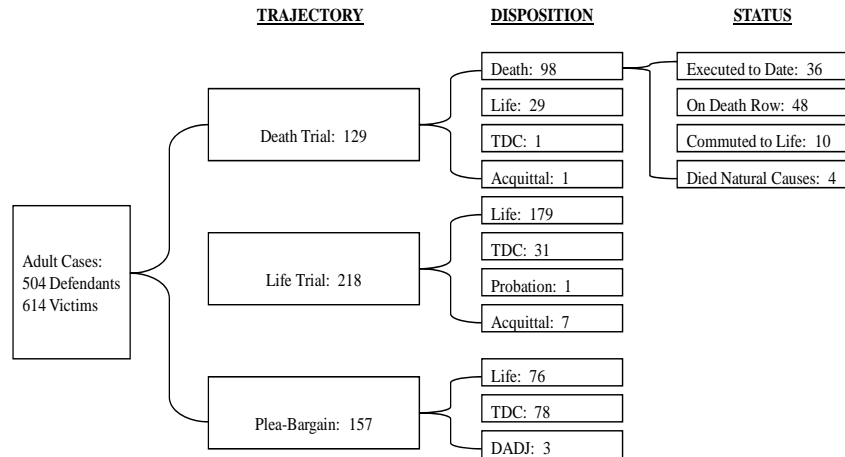 TRAJECTORY
DISPOSITION
STATUS
Adult Cases:
504 Defendants
614 Victims
Death Trial: 129
Death: 98
Life: 29
TDC: 1
Acquittal: 1
Executed to Date: 36
On Death Row: 48
Commuted to Life: 10
Died Natural Causes: 4
Life Trial: 218
Life: 179
TDC: 31
Probation: 1
Acquittal: 7
Plea-Bargain: 157
Life: 76
TDC: 78
DADJ: 3